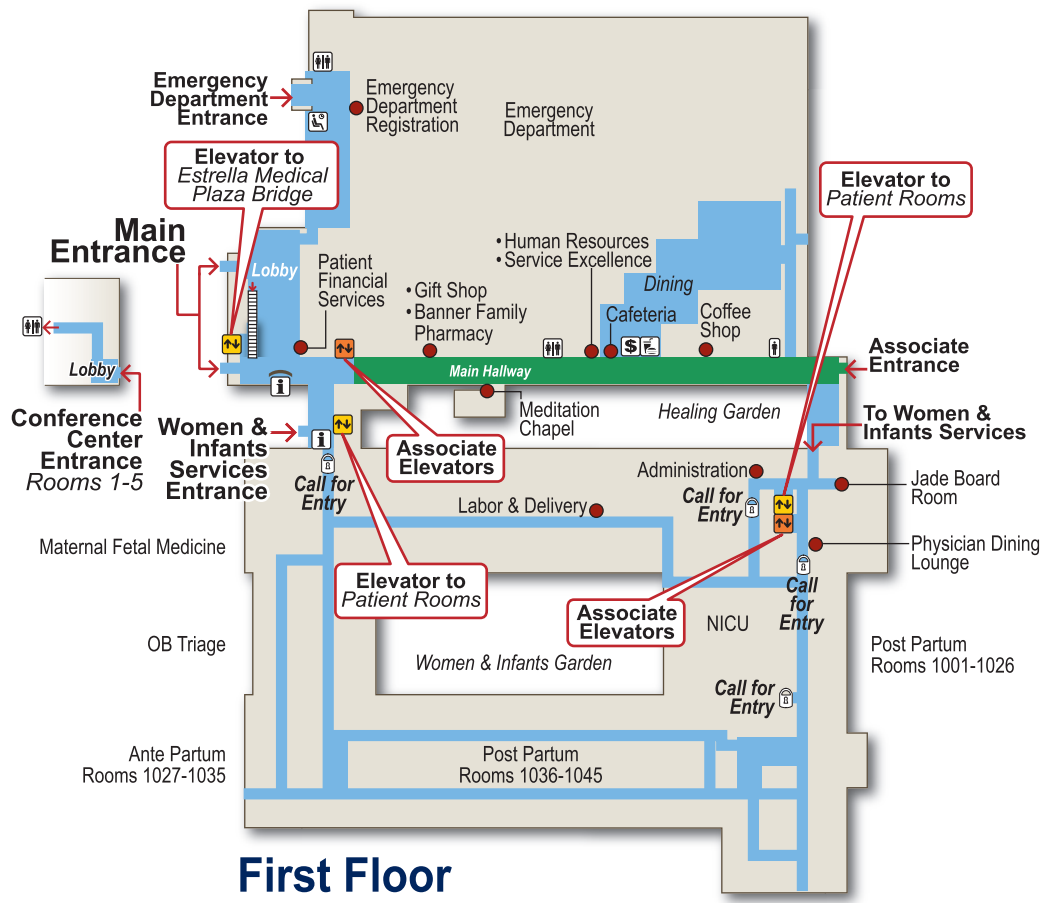 Emergency
Department
Entrance
Emergency
Department
Registration
Emergency
Department
Elevator to
Estrella Medical
Plaza Bridge
Elevator to
Patient Rooms
Main
Entrance
Lobby
Patient
Financial
Services
•Human Resources
•Service Excellence
Dining
•Gift Shop
•Banner Family
Pharmacy
Cafeteria
Coffee
Shop
$
Lobby
Main Hallway
Associate
Entrance
i
Conference
Center
Entrance
Rooms 1-5
Women &
Infants
Services
Entrance
i
Meditation
Chapel
Healing Garden
To Women &
Infants Services
Associate
Elevators
Call for
Entry
Administration
Call for
Entry
Jade Board
Room
Labor & Delivery
Maternal Fetal Medicine
Physician Dining
Lounge
Elevator to
Patient Rooms
Call
for
Entry
Associate
Elevators
NICU
OB Triage
Women & Infants Garden
Post Partum
Rooms 1001-1026
Call for
Entry
Ante Partum
Rooms 1027-1035
Post Partum
Rooms 1036-1045
First Floor